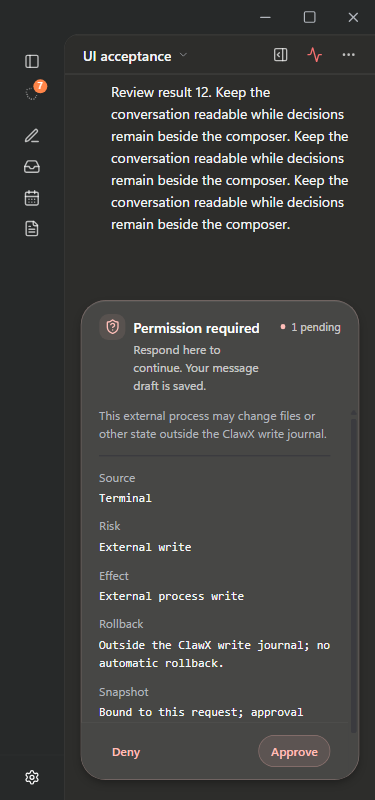 UI acceptance
7
Review result 12. Keep the
conversation readable while decisions
remain beside the composer. Keep the
conversation readable while decisions
remain beside the composer. Keep the
conversation readable while decisions
remain beside the composer.
Permission required
1 pending
Respond here to
continue. Your message
draft is saved.
This external process may change files or
other state outside the ClawX write journal.
Source
Terminal
Risk
External write
Effect
External process write
Rollback
Outside the ClawX write journal; no
automatic rollback.
Snapshot
Bound to this request; approval
Deny
Approve